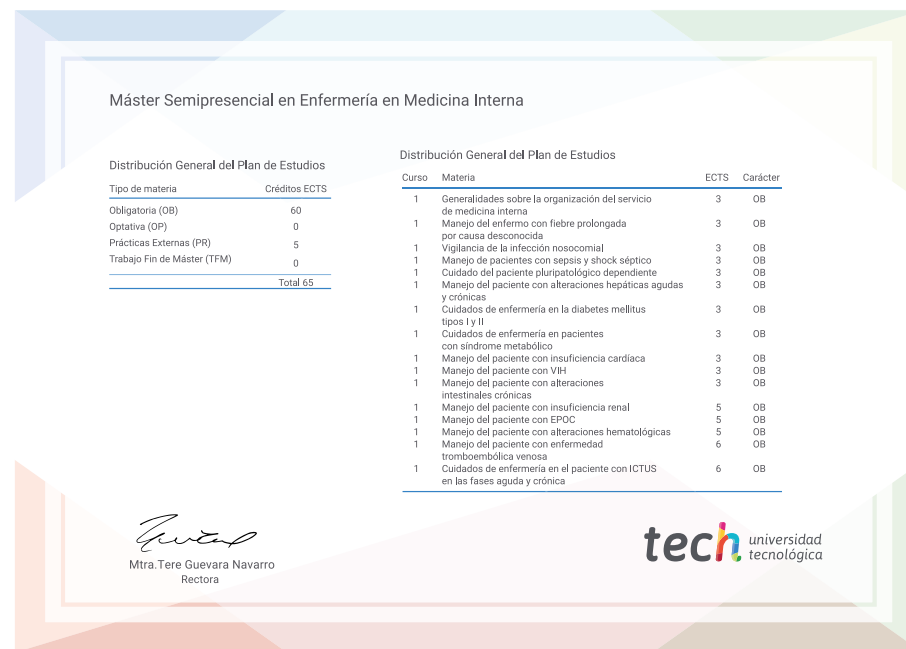 Máster Semipresencial en Enfermería en Medicina Interna
Distribución General del Plan de Estudios
Tipo de materia Créditos ECTS
Obligatoria (OB) 60
Optativa (OP) 0
Prácticas Externas (PR) 5
Trabajo Fin de Máster (TFM) 0
Total 65
Distribución General del Plan de Estudios
Curso Materia ECTS Carácter
1 Generalidades sobre la organización del servicio 3 OB
de medicina interna
1 Manejo del enfermo con fiebre prolongada 3 OB
por causa desconocida
1 Vigilancia de la infección nosocomial 3 OB
1 Manejo de pacientes con sepsis y shock séptico 3 OB
1 Cuidado del paciente pluripatológico dependiente 3 OB
1 Manejo del paciente con alteraciones hepáticas agudas 3 OB
y crónicas
1 Cuidados de enfermería en la diabetes mellitus 3 OB
tipos I y II
1 Cuidados de enfermería en pacientes 3 OB
con síndrome metabólico
1 Manejo del paciente con insuficiencia cardíaca 3 OB
1 Manejo del paciente con VIH 3 OB
1 Manejo del paciente con alteraciones 3 OB
intestinales crónicas
1 Manejo del paciente con insuficiencia renal 5 OB
1 Manejo del paciente con EPOC 5 OB
1 Manejo del paciente con alteraciones hematológicas 5 OB
1 Manejo del paciente con enfermedad 6 OB
tromboembólica venosa
1 Cuidados de enfermería en el paciente con ICTUS 6 OB
en las fases aguda y crónica
Mtra.Tere Guevara Navarro
Rectora
tech universidad
tecnológica